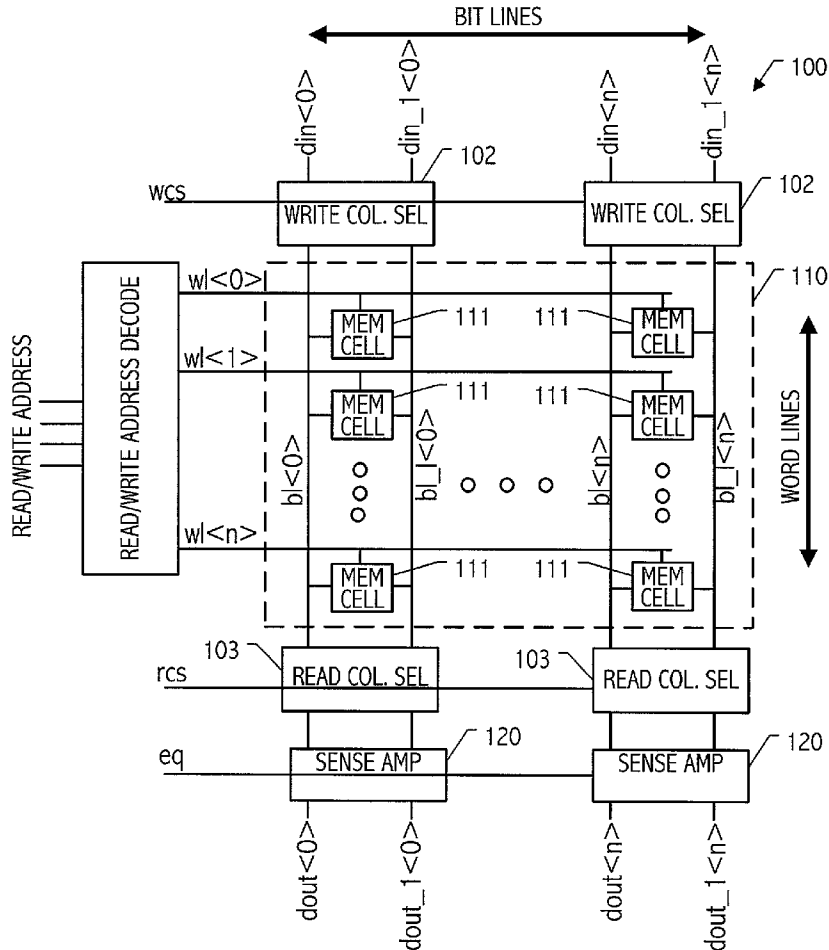 BIT LINES
100
din<0>
din_1<0>
din<n>
din_1<n>
102
102
wcs
WRITE COL. SEL
WRITE COL. SEL
wl<0>
110
MEM CELL
111
111
MEM CELL
READ/WRITE ADDRESS
READ/WRITE ADDRESS DECODE
wl<1>
MEM CELL
111
111
MEM CELL
WORD LINES
bl<0>
bl_l<0>
bl<n>
bl_l<n>
wl<n>
MEM CELL
111
111
MEM CELL
103
103
rcs
READ COL. SEL
READ COL. SEL
120
120
eq
SENSE AMP
SENSE AMP
dout<0>
dout_1<0>
dout<n>
dout_1<n>